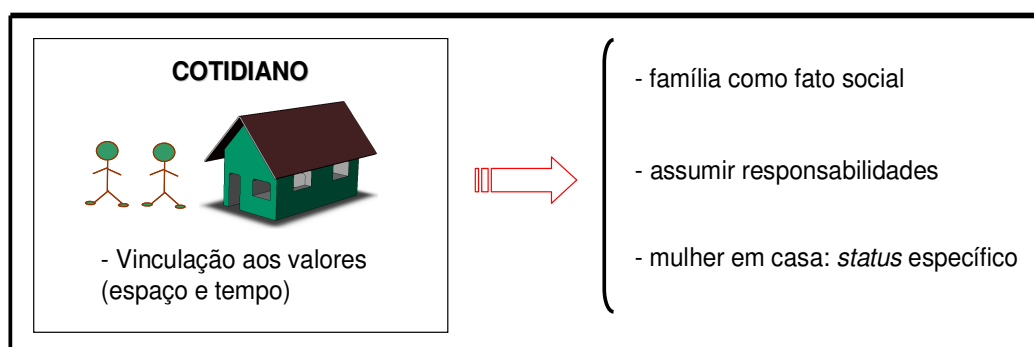 COTIDIANO
- Vinculação aos valores
(espaço e tempo)
- família como fato social
- assumir responsabilidades
- mulher em casa: status específico